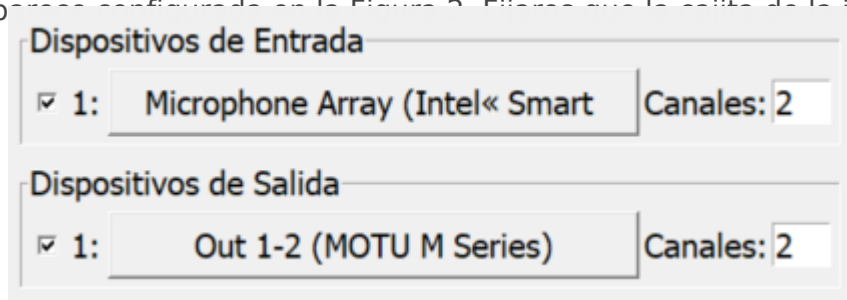 Dispositivos de Entrada
1: Microphone Array (Intel« Smart Canales: 2
Dispositivos de Salida
1: Out 1-2 (MOTU M Series) Canales: 2